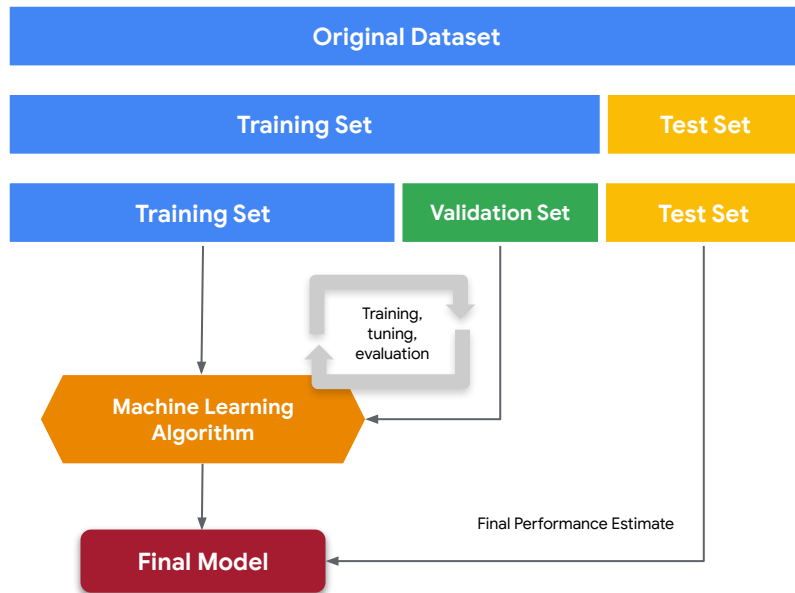 Original Dataset
Training Set
Test Set
Training Set
Validation Set
Test Set
Training,
tuning,
evaluation
Machine Learning
Algorithm
Final Performance Estimate
Final Model